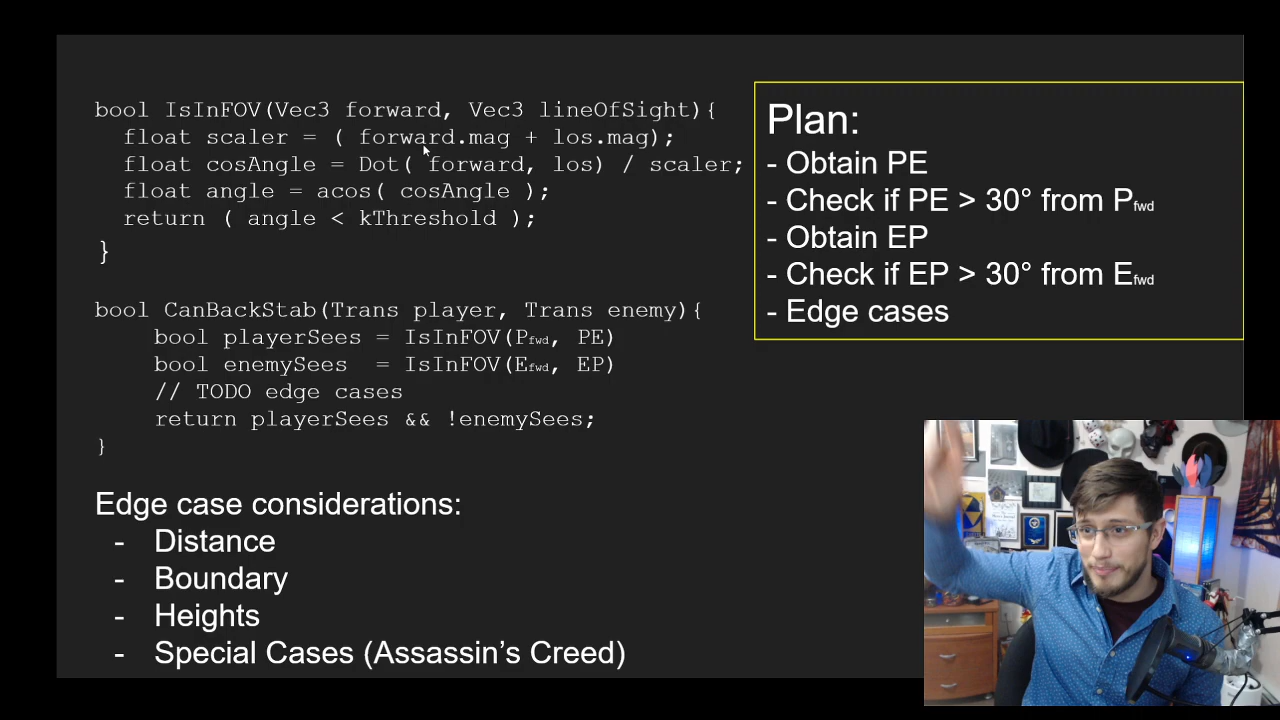 bool IsInFOV(Vec3 forward, Vec3 lineOfSight){
float scaler = ( forward.mag + los.mag);
float cosAngle = Dot( forward, los) / scaler;
float angle = acos( cosAngle );
return ( angle < kThreshold );
}
bool CanBackStab(Trans player, Trans enemy){
bool playerSees = IsInFOV(Pfwd, PE)
bool enemySees = IsInFOV(Efwd, EP)
// TODO edge cases
return playerSees && !enemySees;
}
Edge case considerations:
- Distance
- Boundary
- Heights
- Special Cases (Assassin's Creed)
Plan:
- Obtain PE
- Check if PE > 30° from Pfwd
- Obtain EP
- Check if EP > 30° from Efwd
- Edge cases